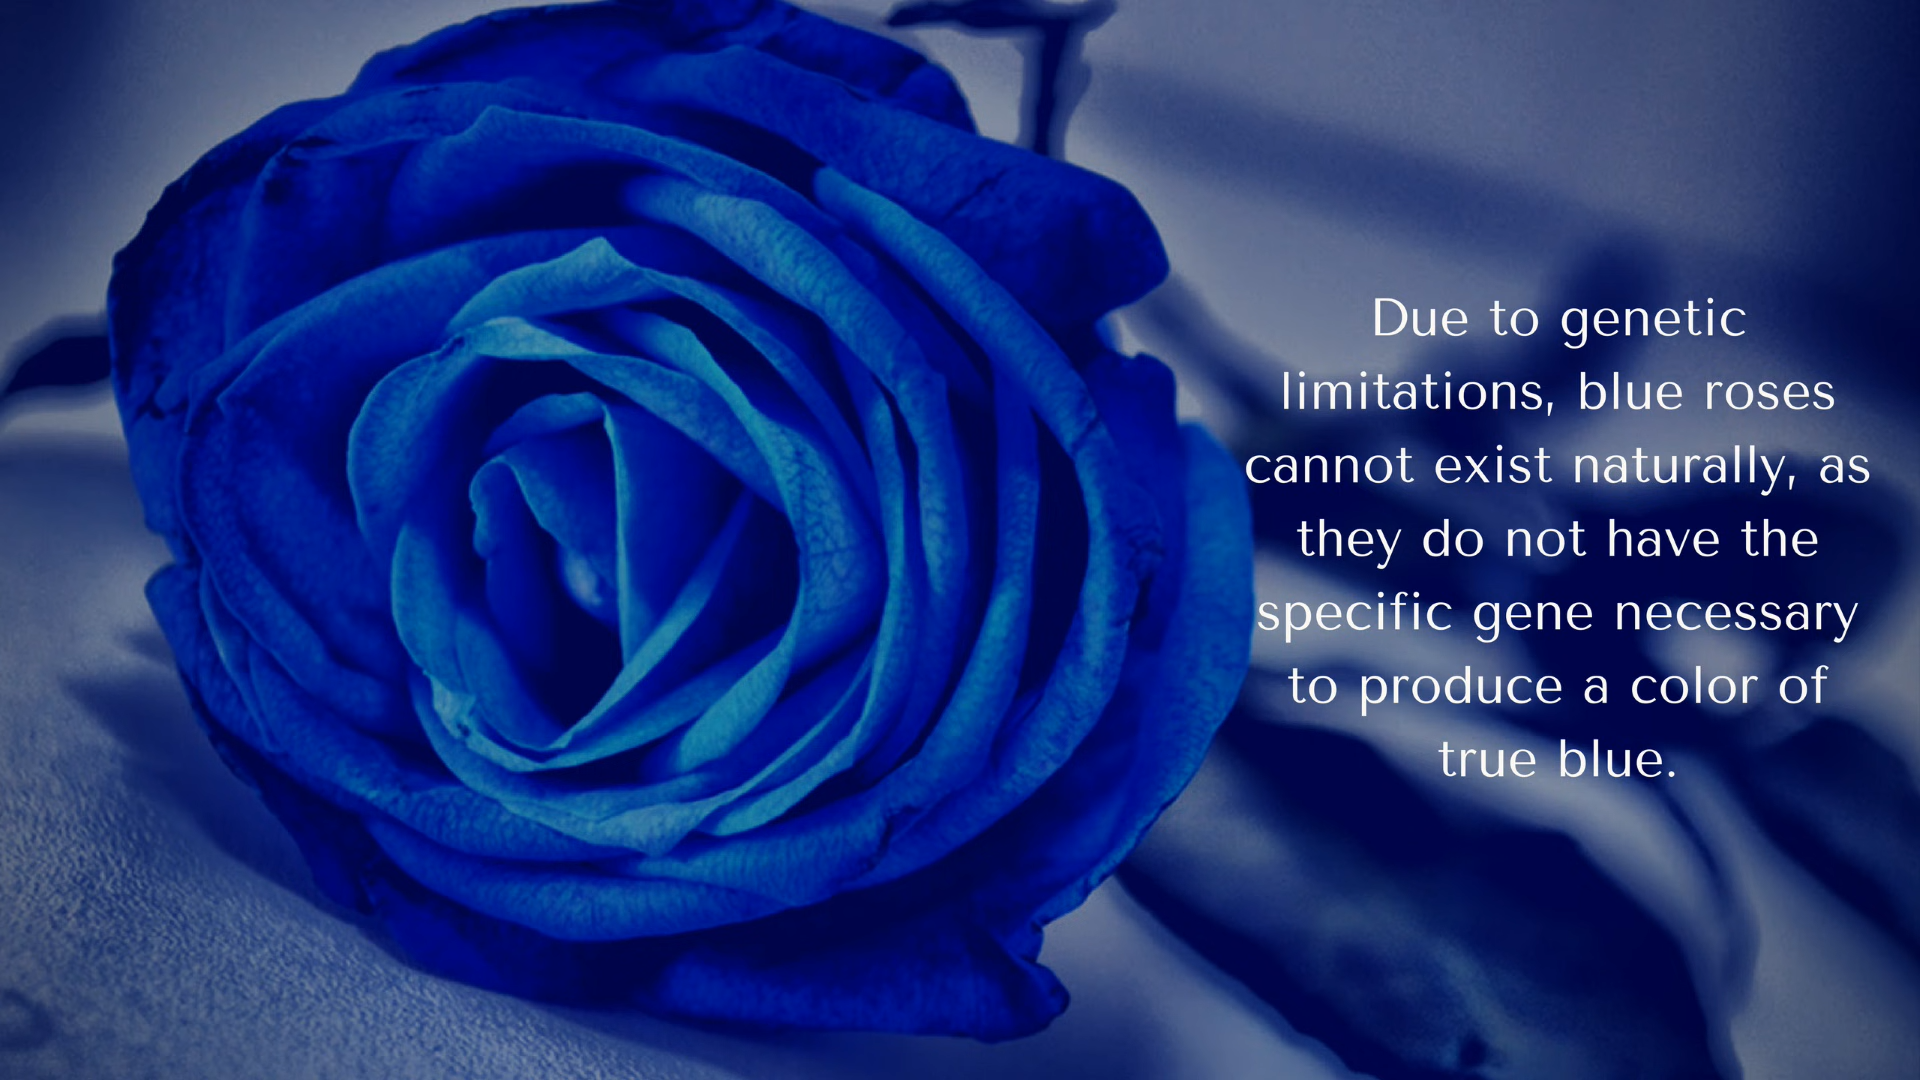 Due to genetic
limitations, blue roses
cannot exist naturally, as
they do not have the
specific gene necessary
to produce a color of
true blue.